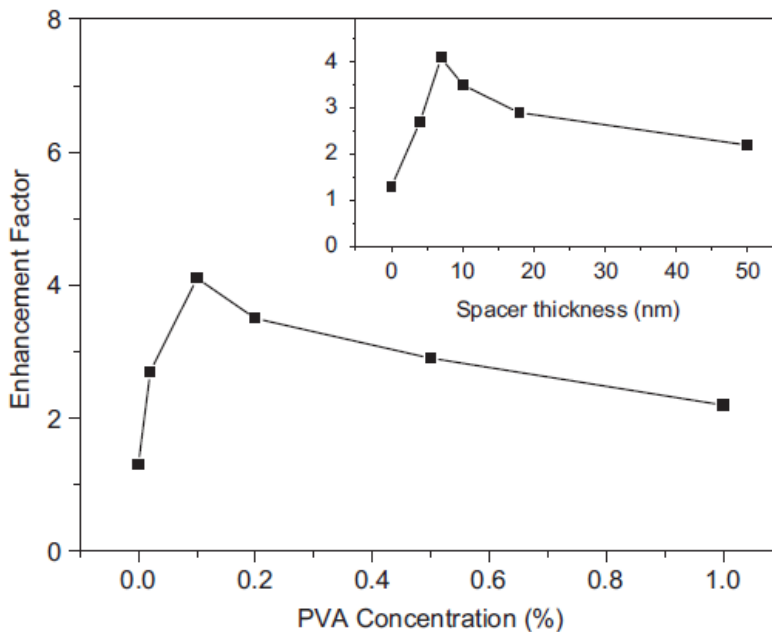 8
6
4
2
0
Enhancement Factor
0.0 0.2 0.4 0.6 0.8 1.0
PVA Concentration (%)
4
3
2
1
0
0 10 20 30 40 50
Spacer thickness (nm)